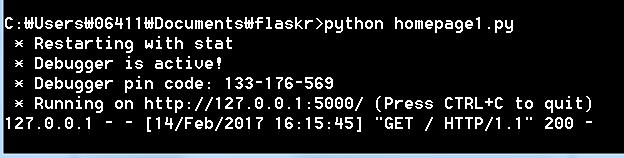 C:₩Users₩06411₩Documents₩flaskr>python homepage1.py
* Restarting with stat
* Debugger is active!
* Debugger pin code: 133-176-569
* Running on http://127.0.0.1:5000/ (Press CTRL+C to quit)
127.0.0.1 - - [14/Feb/2017 16:15:45] "GET / HTTP/1.1" 200 -